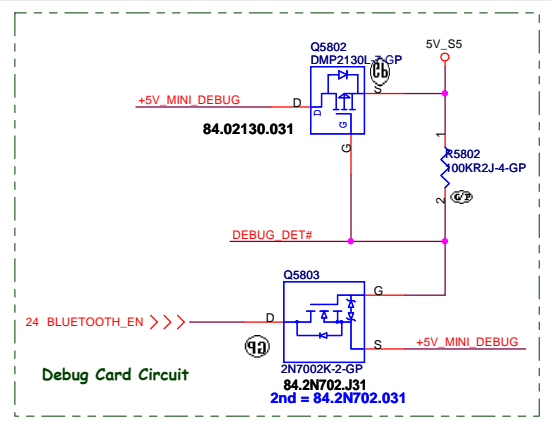 Q5802
DMP2130L-7-GP
5V_S5
+5V_MINI_DEBUG
D
S
D
G
84.02130.031
G
1
R5802
100KR2J-4-GP
2
DEBUG_DET#
Q5803
G
24 BLUETOOTH_EN
D
S
+5V_MINI_DEBUG
2N7002K-2-GP
84.2N702.J31
2nd = 84.2N702.031
Debug Card Circuit